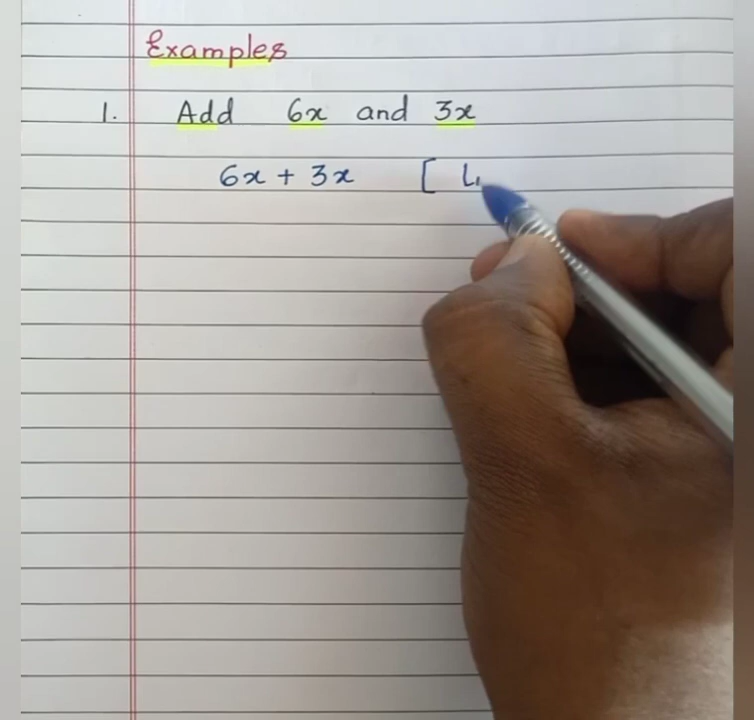 Examples
1. Add 6x and 3x
6x + 3x [ L